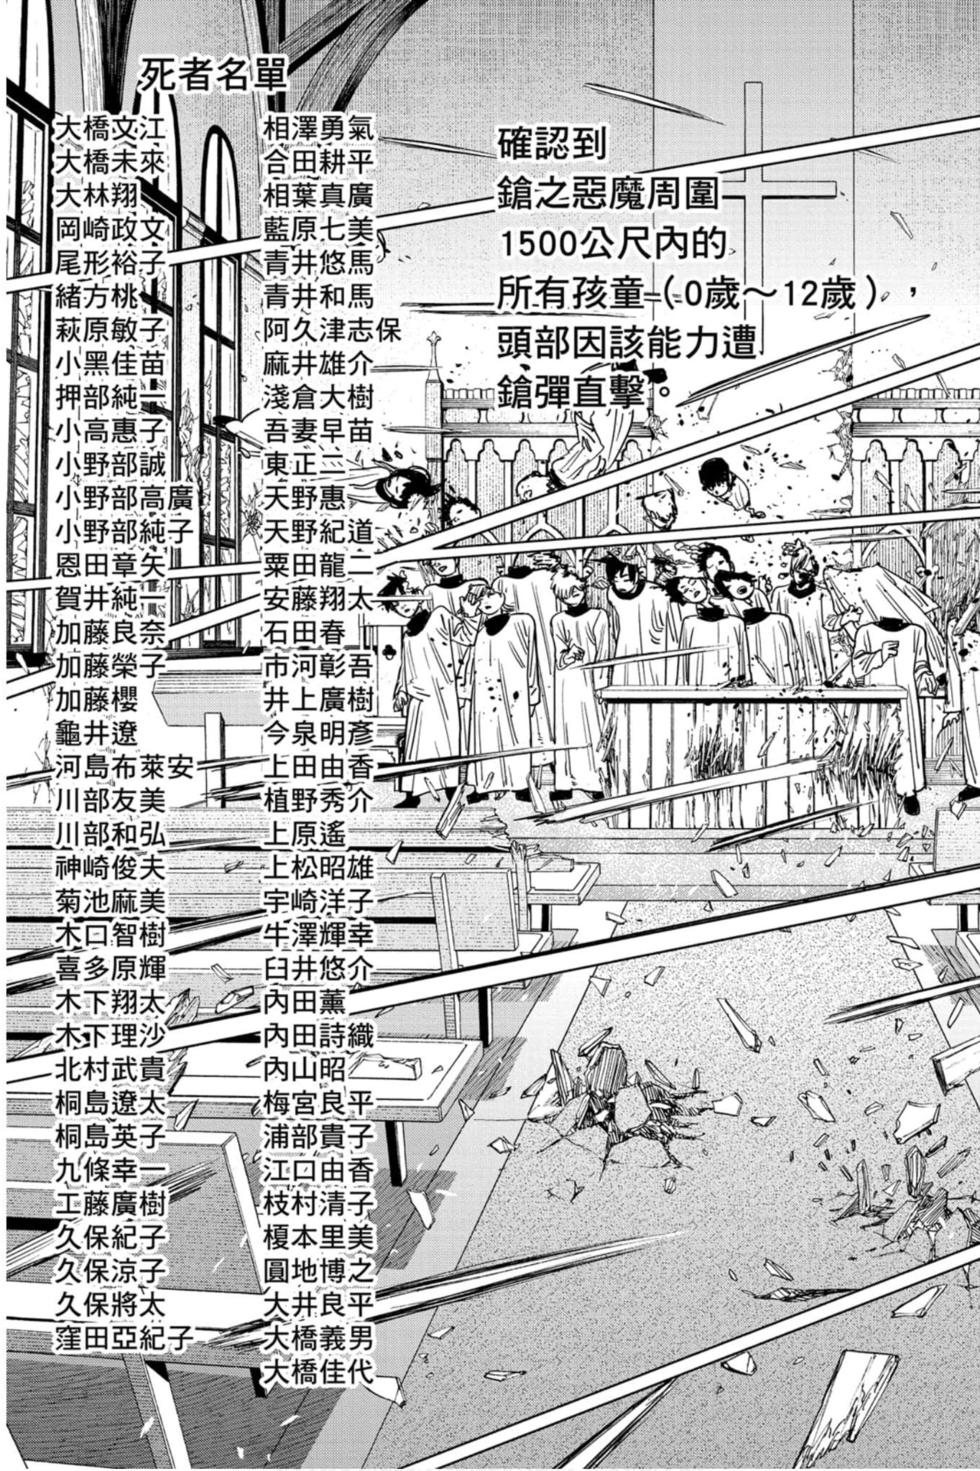 確認到
鎗之惡魔周圍
1500公尺內的
所有孩童（0歲～12歲），
頭部因該能力遭
鎗彈直擊。
死者名單
相澤勇氣
合田耕平
相葉真廣
藍原七美
青井悠馬
青井和馬
阿久津志保
麻井雄介
淺倉大樹
吾妻早苗
東正二
天野惠
天野紀道
粟田龍二
安藤翔太
石田春
市河彰吾
井上廣樹
今泉明彥
上田由香
植野秀介
上原遙
上松昭雄
宇崎洋子
牛澤輝幸
臼井悠介
內田薰
內田詩織
內山昭
梅宮良平
浦部貴子
江口由香
枝村清子
榎本里美
圓地博之
大井良平
大橋義男
大橋佳代
大橋文江
大橋未來
大林翔
岡崎政文
尾形裕子
緒方桃
萩原敏子
小黑佳苗
押部純一
小高惠子
小野部誠
小野部高廣
小野部純子
恩田章矢
賀井純一
加藤良奈
加藤榮子
加藤櫻
龜井遼
河島布萊安
川部友美
川部和弘
神崎俊夫
菊池麻美
木口智樹
喜多原輝
木下翔太
木下理沙
北村武貴
桐島遼太
桐島英子
九條幸一
工藤廣樹
久保紀子
久保涼子
久保將太
窪田亞紀子